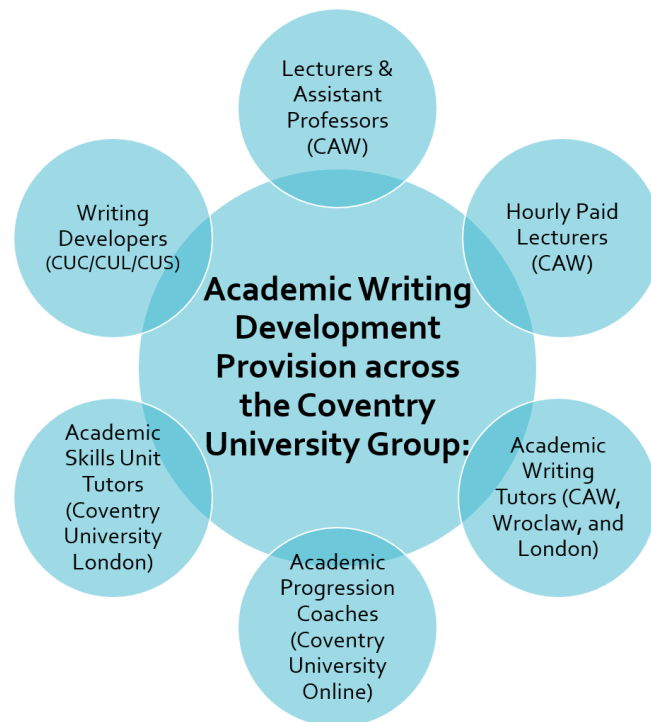 Lecturers &
Assistant
Professors
(CAW)
Hourly Paid
Lecturers
(CAW)
Academic
Writing
Tutors (CAW,
Wroclaw, and
London)
Academic
Progression
Coaches
(Coventry
University
Online)
Academic
Skills Unit
Tutors
(Coventry
University
London)
Writing
Developers
(CUC/CUL/CUS)
Academic Writing
Development
Provision across
the Coventry
University Group: